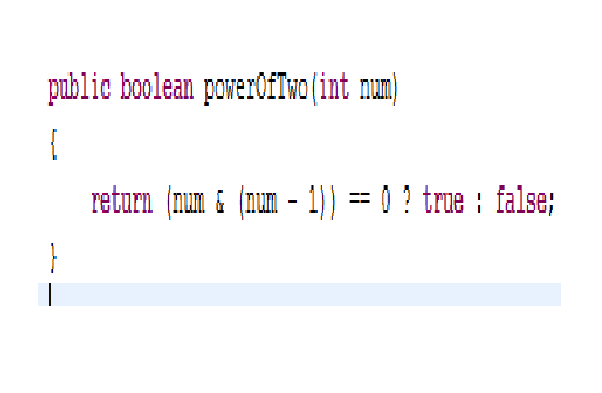 public boolean powerOfTwo(int num)
{
return (num & (num - 1)) == 0 ? true : false;
}